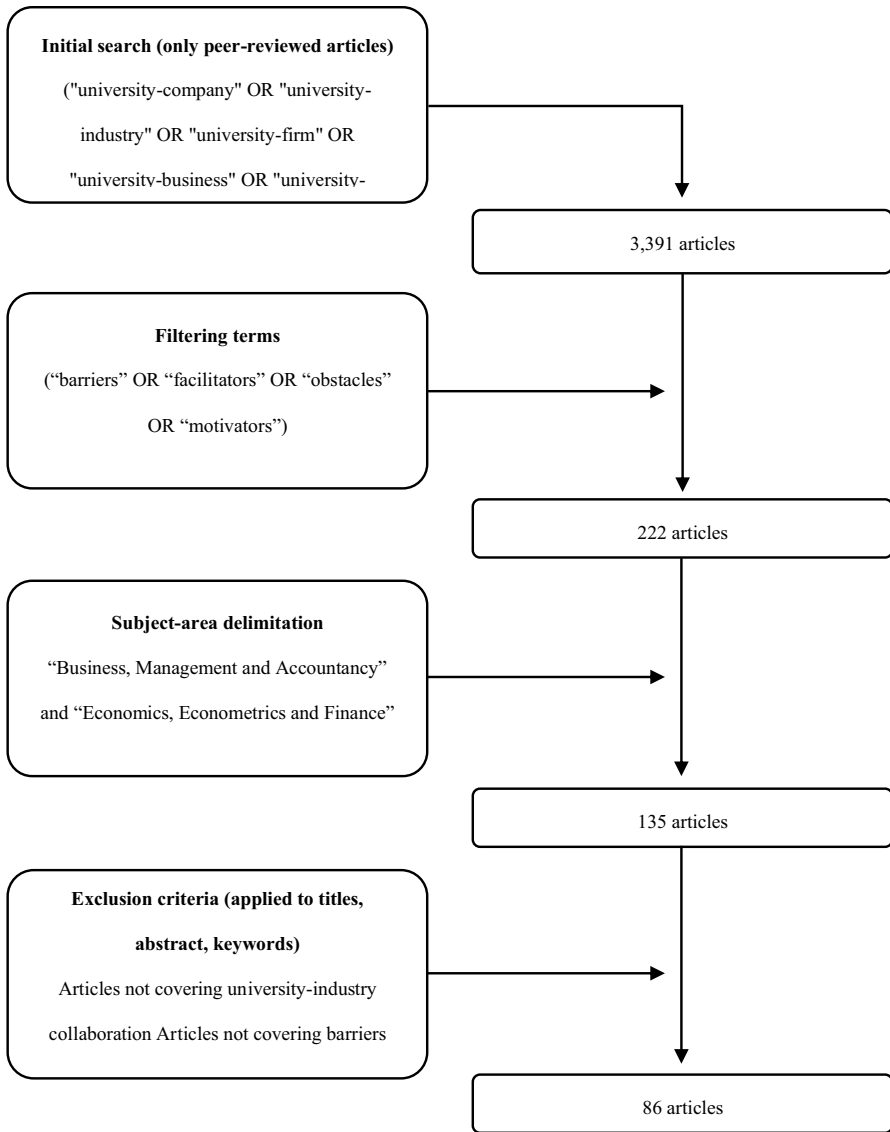 Initial search (only peer-reviewed articles)
("university-company" OR "university-
industry" OR "university-firm" OR
"university-business" OR "university-
3,391 articles
Filtering terms
(“barriers” OR “facilitators” OR “obstacles”
OR “motivators”)
222 articles
Subject-area delimitation
“Business, Management and Accountancy”
and “Economics, Econometrics and Finance”
135 articles
Exclusion criteria (applied to titles,
abstract, keywords)
Articles not covering university-industry
collaboration Articles not covering barriers
86 articles